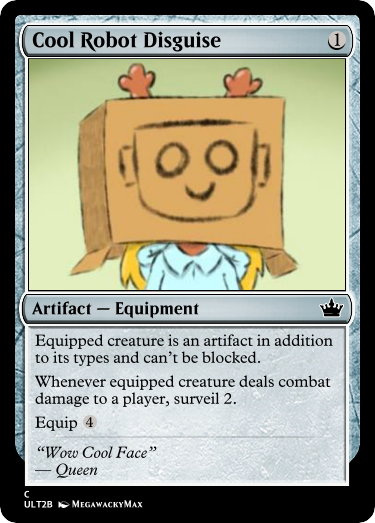 Cool Robot Disguise 1
Artifact — Equipment
Equipped creature is an artifact in addition
to its types and can't be blocked.
Whenever equipped creature deals combat
damage to a player, surveil 2.
Equip 4
“Wow Cool Face”
— Queen
C
ULT2B MegawackyMax